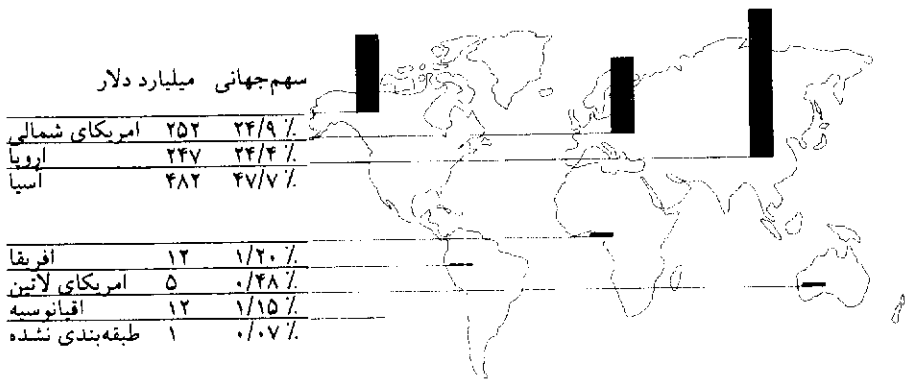 سهم‌جهانی میلیارد دلار
امریکای شمالی ۲۵۲ ۲۴/۹ ٪
اروپا ۲۴۷ ۲۴/۴ ٪
آسیا ۴۸۲ ۴۷/۷ ٪
افریقا ۱۲ ۱/۲۰ ٪
امریکای لاتین ۵ ۰/۴۸ ٪
اقیانوسیه ۱۲ ۱/۱۵ ٪
طبقه‌بندی نشده ۱ ۰/۰۷ ٪